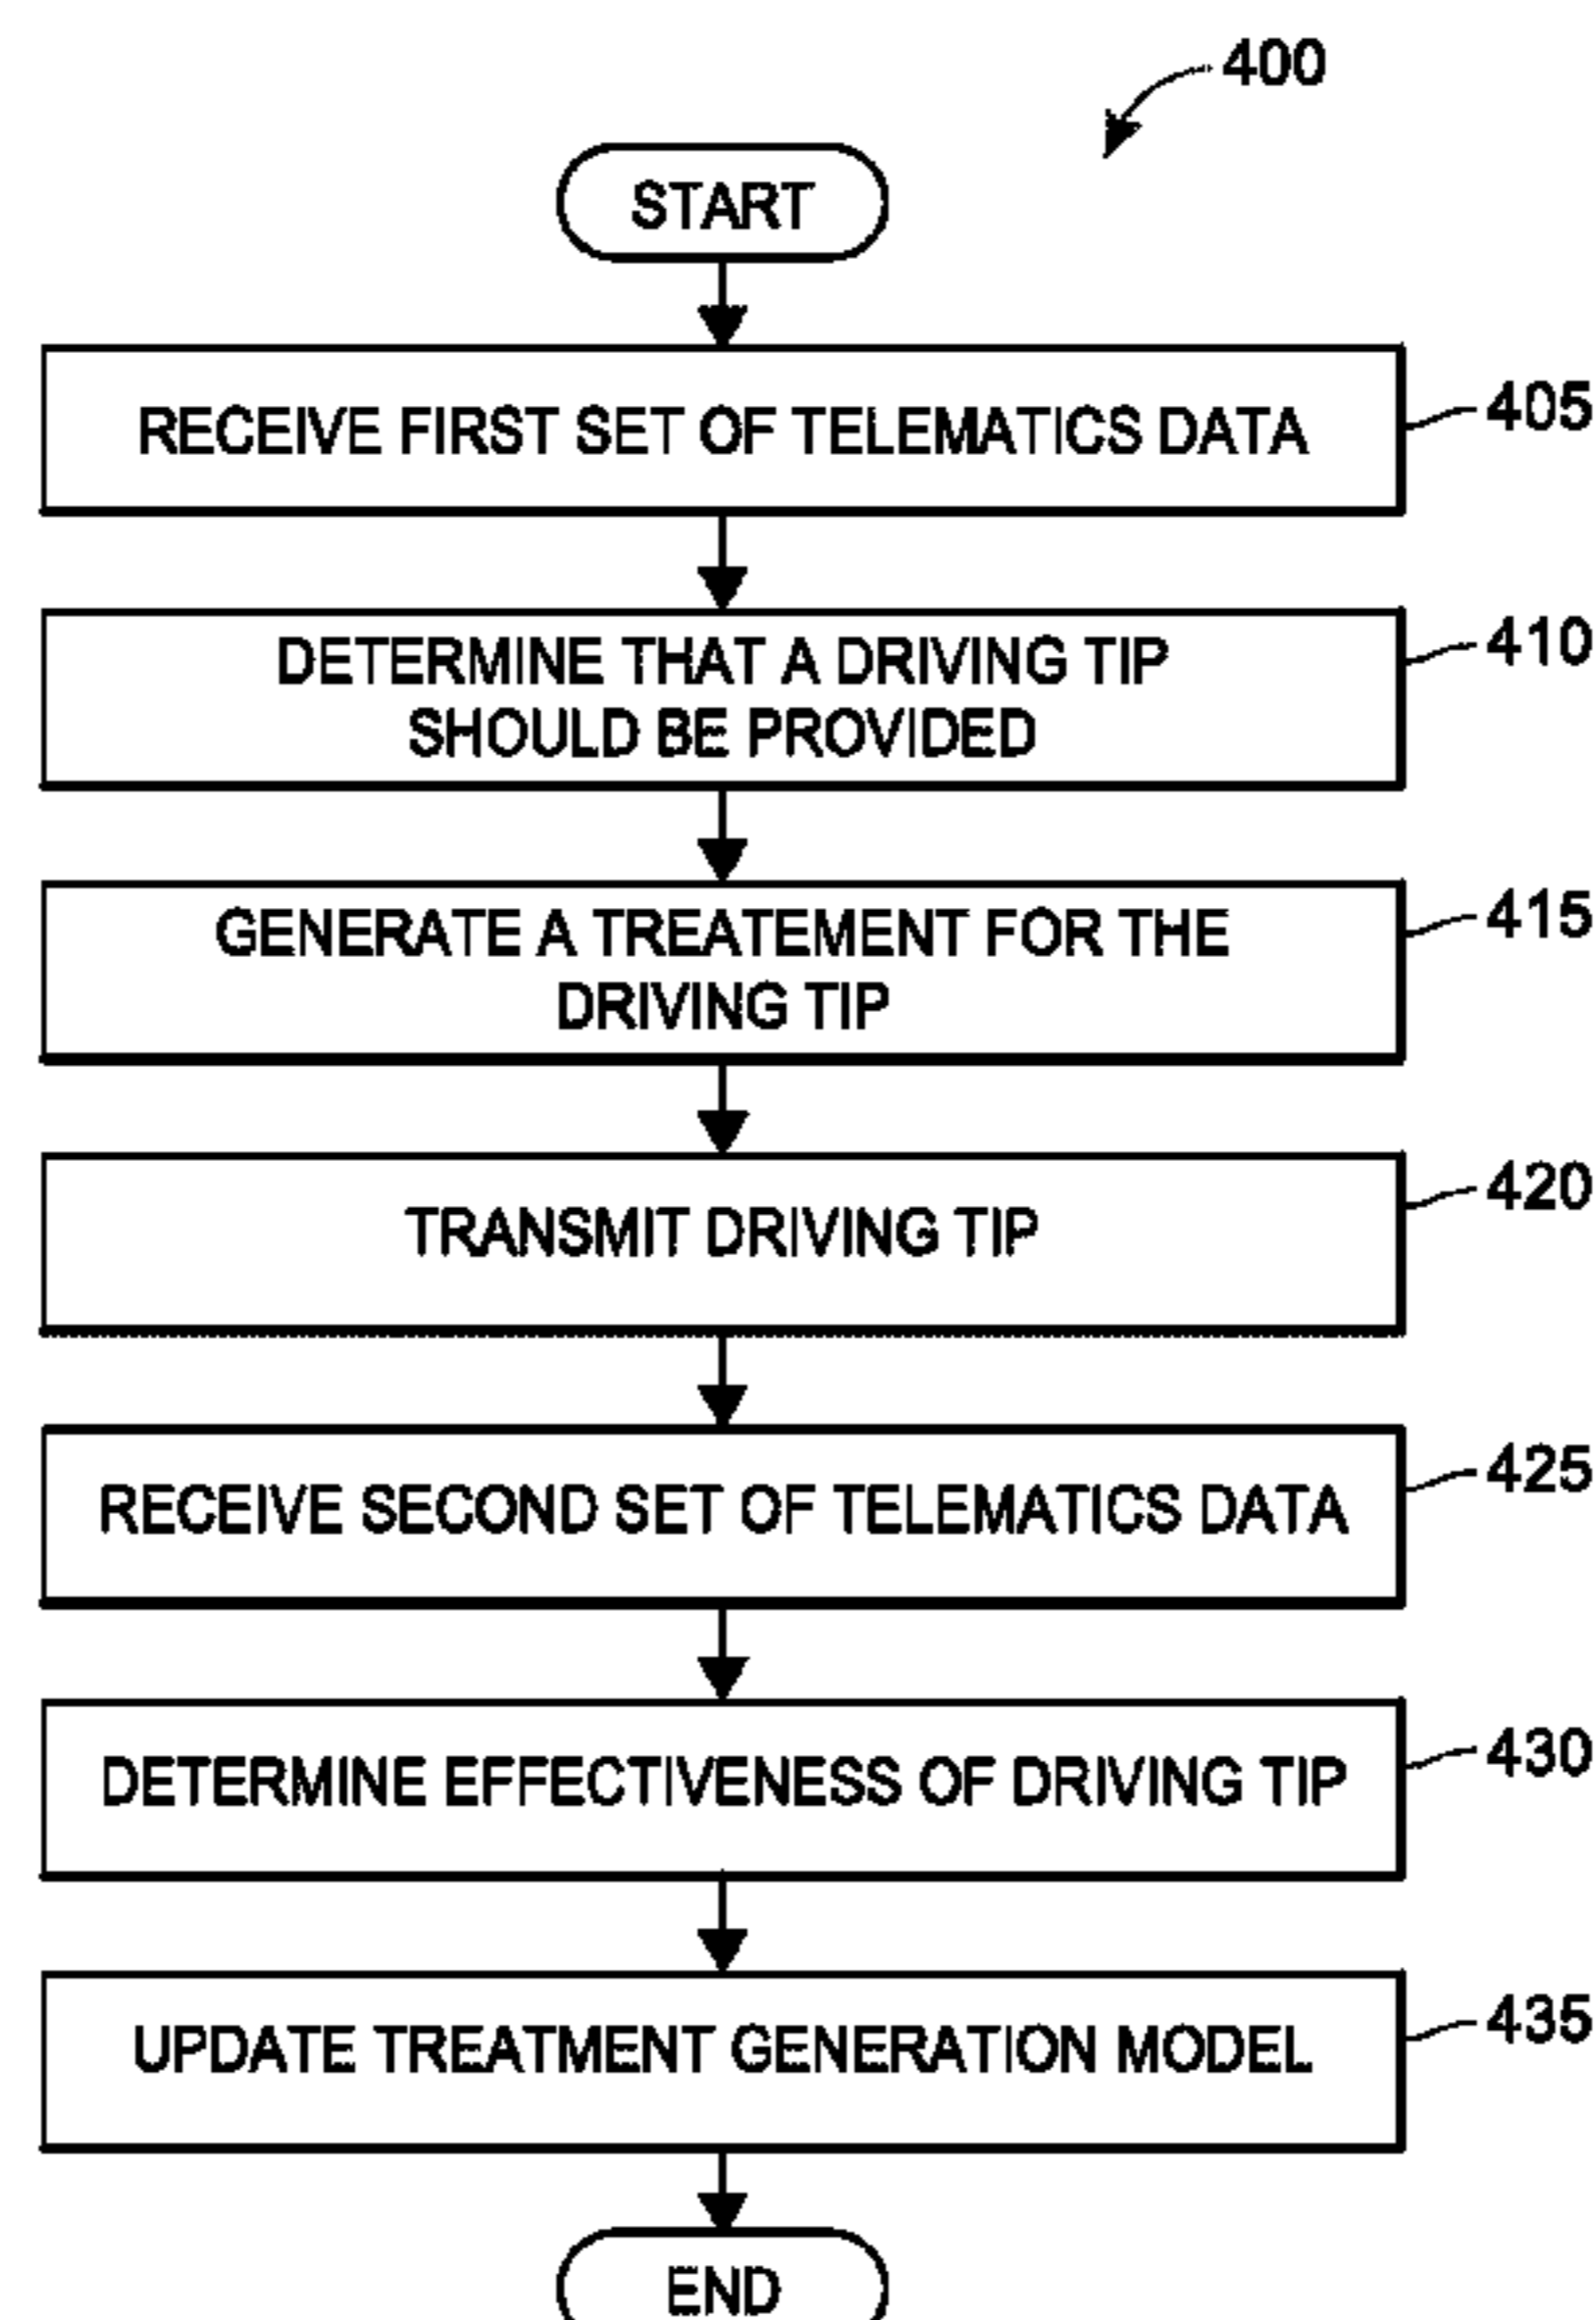 400
START
RECEIVE FIRST SET OF TELEMATICS DATA
405
DETERMINE THAT A DRIVING TIP
SHOULD BE PROVIDED
410
GENERATE A TREATEMENT FOR THE
DRIVING TIP
415
TRANSMIT DRIVING TIP
420
RECEIVE SECOND SET OF TELEMATICS DATA
425
DETERMINE EFFECTIVENESS OF DRIVING TIP
430
UPDATE TREATMENT GENERATION MODEL
435
END